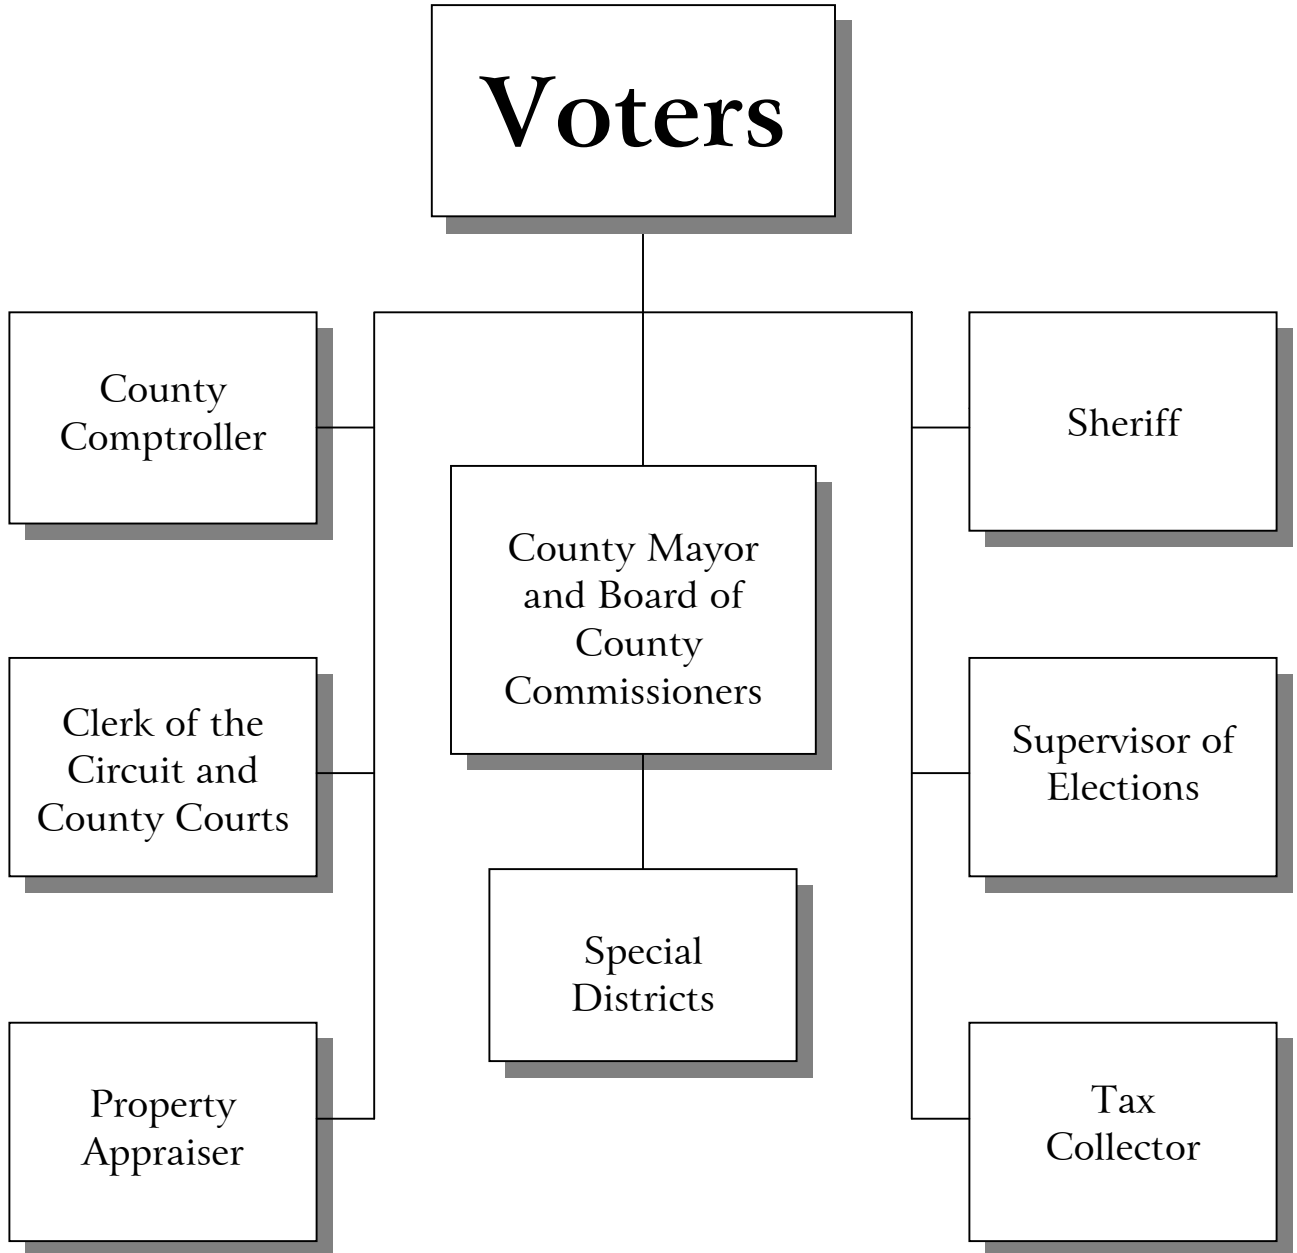 Voters
County
Comptroller
Sheriff
County Mayor
and Board of
County
Commissioners
Clerk of the
Circuit and
County Courts
Supervisor of
Elections
Special
Districts
Property
Appraiser
Tax
Collector